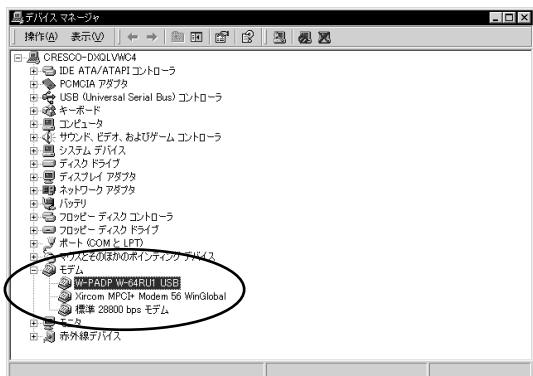 デバイス マネージャ
操作(A) 表示(V)
CRESCO-DXQLVWC4
IDE ATA/ATAPI コントローラ
PCMCIA アダプタ
USB (Universal Serial Bus) コントローラ
キーボード
コンピュータ
サウンド、ビデオ、およびゲーム コントローラ
システム デバイス
ディスク ドライブ
ディスプレイ アダプタ
ネットワーク アダプタ
バッテリ
フロッピー ディスク コントローラ
フロッピー ディスク ドライブ
ポート (COM と LPT)
マウスとそのほかのポインティング デバイス
モデム
W-PADP W-64RU1 USB
Xircom MPCI+ Modem 56 WinGlobal
標準 28800 bps モデム
モニタ
赤外線デバイス